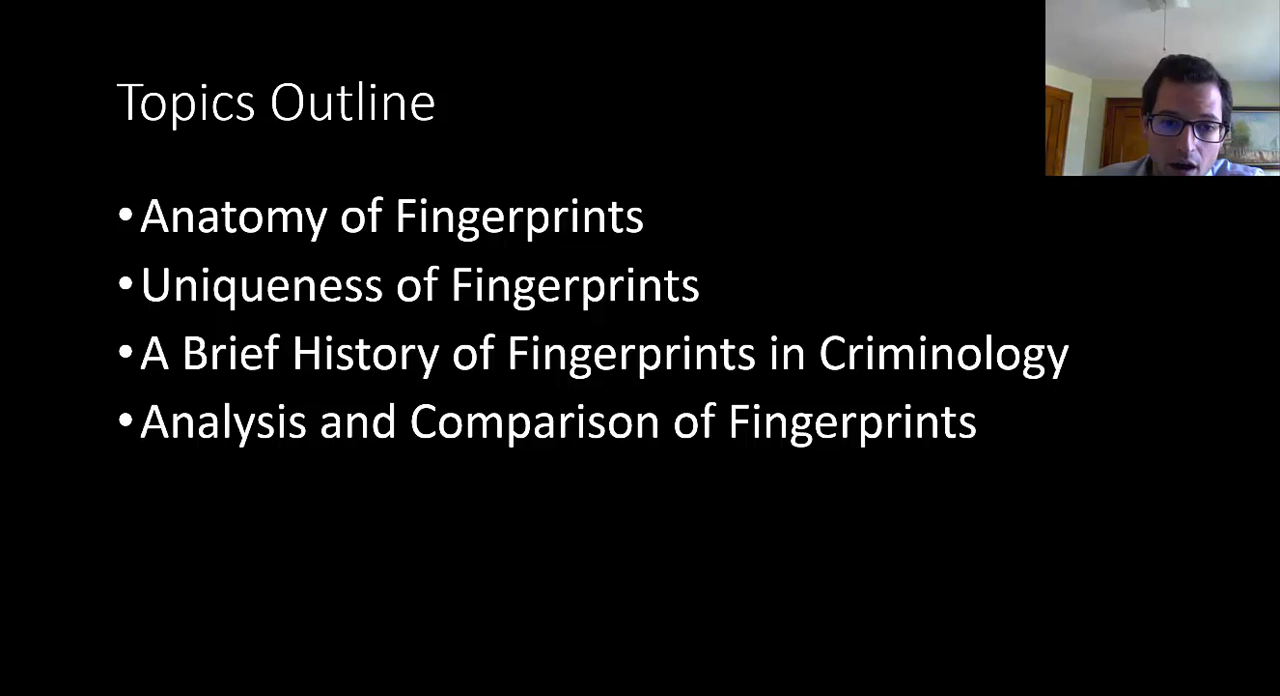 Topics Outline
•Anatomy of Fingerprints
•Uniqueness of Fingerprints
•A Brief History of Fingerprints in Criminology
•Analysis and Comparison of Fingerprints